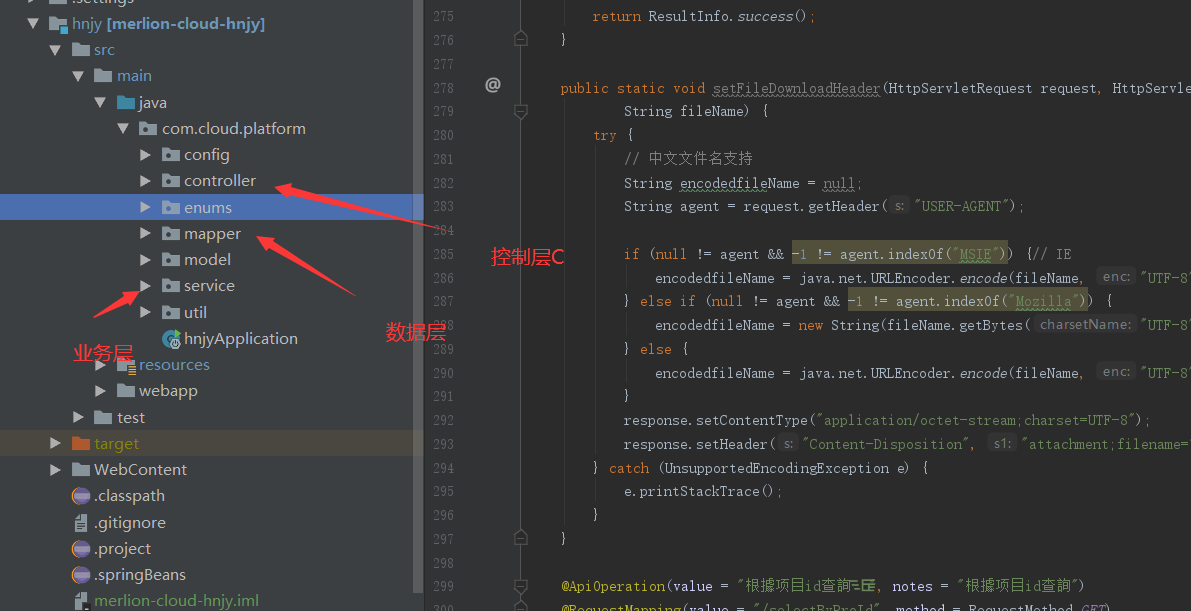 .settings
hnjy [merlion-cloud-hnjy]
src
main
java
com.cloud.platform
config
controller
enums
mapper
model
service
util
hnjyApplication
resources
webapp
test
target
WebContent
.classpath
.gitignore
.project
.springBeans
merlion-cloud-hnjy.iml
控制层C
数据层
业务层
@
275 return ResultInfo.success();
276 }
277
278 public static void setFileDownloadHeader(HttpServletRequest request, HttpServle
279 String fileName) {
280 try {
281 // 中文文件名支持
282 String encodedfileName = null;
283 String agent = request.getHeader( s: "USER-AGENT");
284
285 if (null != agent && -1 != agent.indexOf("MSIE")) {// IE
286 encodedfileName = java.net.URLEncoder.encode(fileName, enc: "UTF-8"
287 } else if (null != agent && -1 != agent.indexOf("Mozilla")) {
288 encodedfileName = new String(fileName.getBytes( charsetName: "UTF-8
289 } else {
290 encodedfileName = java.net.URLEncoder.encode(fileName, enc: "UTF-8"
291 }
292 response.setContentType("application/octet-stream;charset=UTF-8");
293 response.setHeader( s: "Content-Disposition", s1: "attachment;filename=
294 } catch (UnsupportedEncodingException e) {
295 e.printStackTrace();
296 }
297 }
298
299 @ApiOperation(value = "根據项目id查詢 notes = "根據项目id查詢")
300 @RequestMapping(value = "/selectByProId", method = RequestMethod.GET)